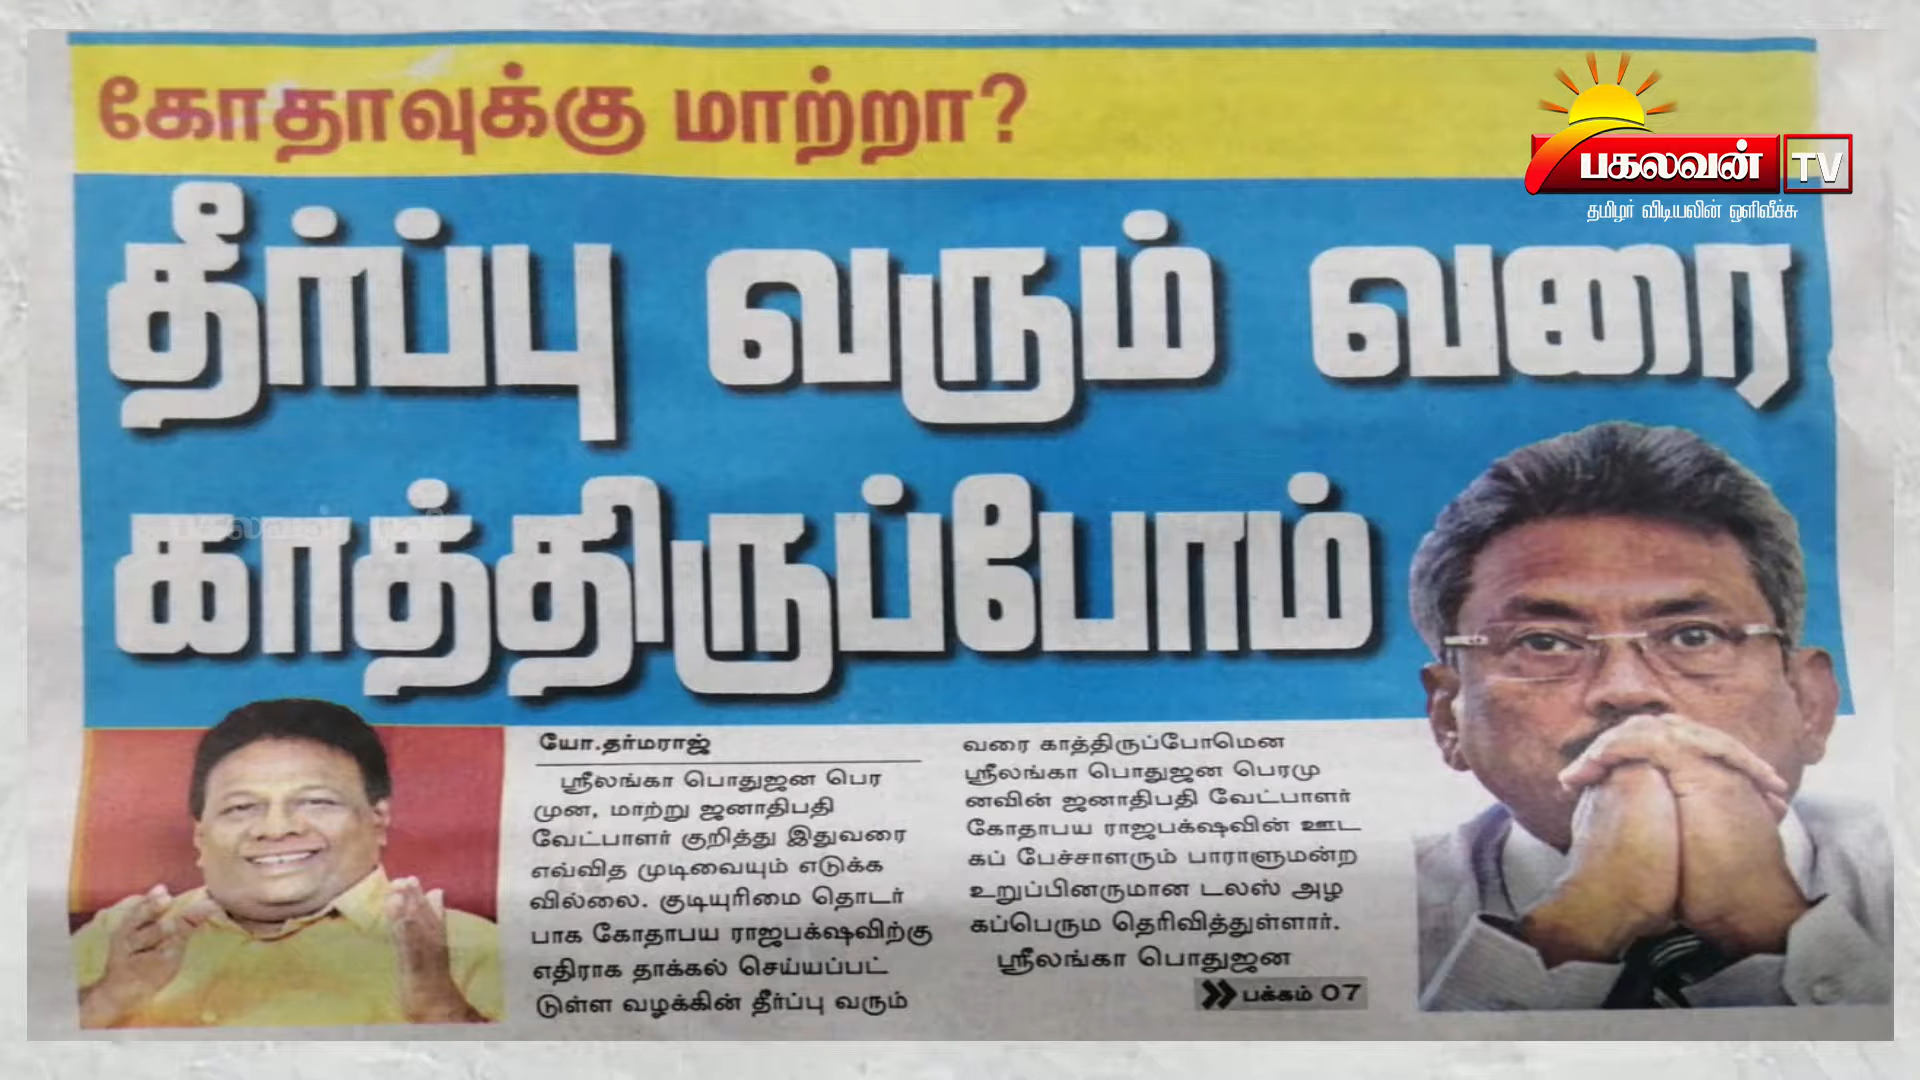 கோதாவுக்கு மாற்றா?
பகலவன் TV
தமிழர் விடியலின் ஒளிவீச்சு
தீர்ப்பு வரும் வரை
காத்திருப்போம்
யோ.தர்மராஜ்
ஸ்ரீலங்கா பொதுஜன பெர
முன, மாற்று ஜனாதிபதி
வேட்பாளர் குறித்து இதுவரை
எவ்வித முடிவையும் எடுக்க
வில்லை. குடியுரிமை தொடர்
பாக கோதாபய ராஜபக்ஷவிற்கு
எதிராக தாக்கல் செய்யப்பட்
டுள்ள வழக்கின் தீர்ப்பு வரும்
வரை காத்திருப்போமென
ஸ்ரீலங்கா பொதுஜன பெரமு
னவின் ஜனாதிபதி வேட்பாளர்
கோதாபய ராஜபக்ஷவின் ஊட
கப் பேச்சாளரும் பாராளுமன்ற
உறுப்பினருமான டலஸ் அழ
கப்பெரும தெரிவித்துள்ளார்.
ஸ்ரீலங்கா பொதுஜன
பக்கம் 07